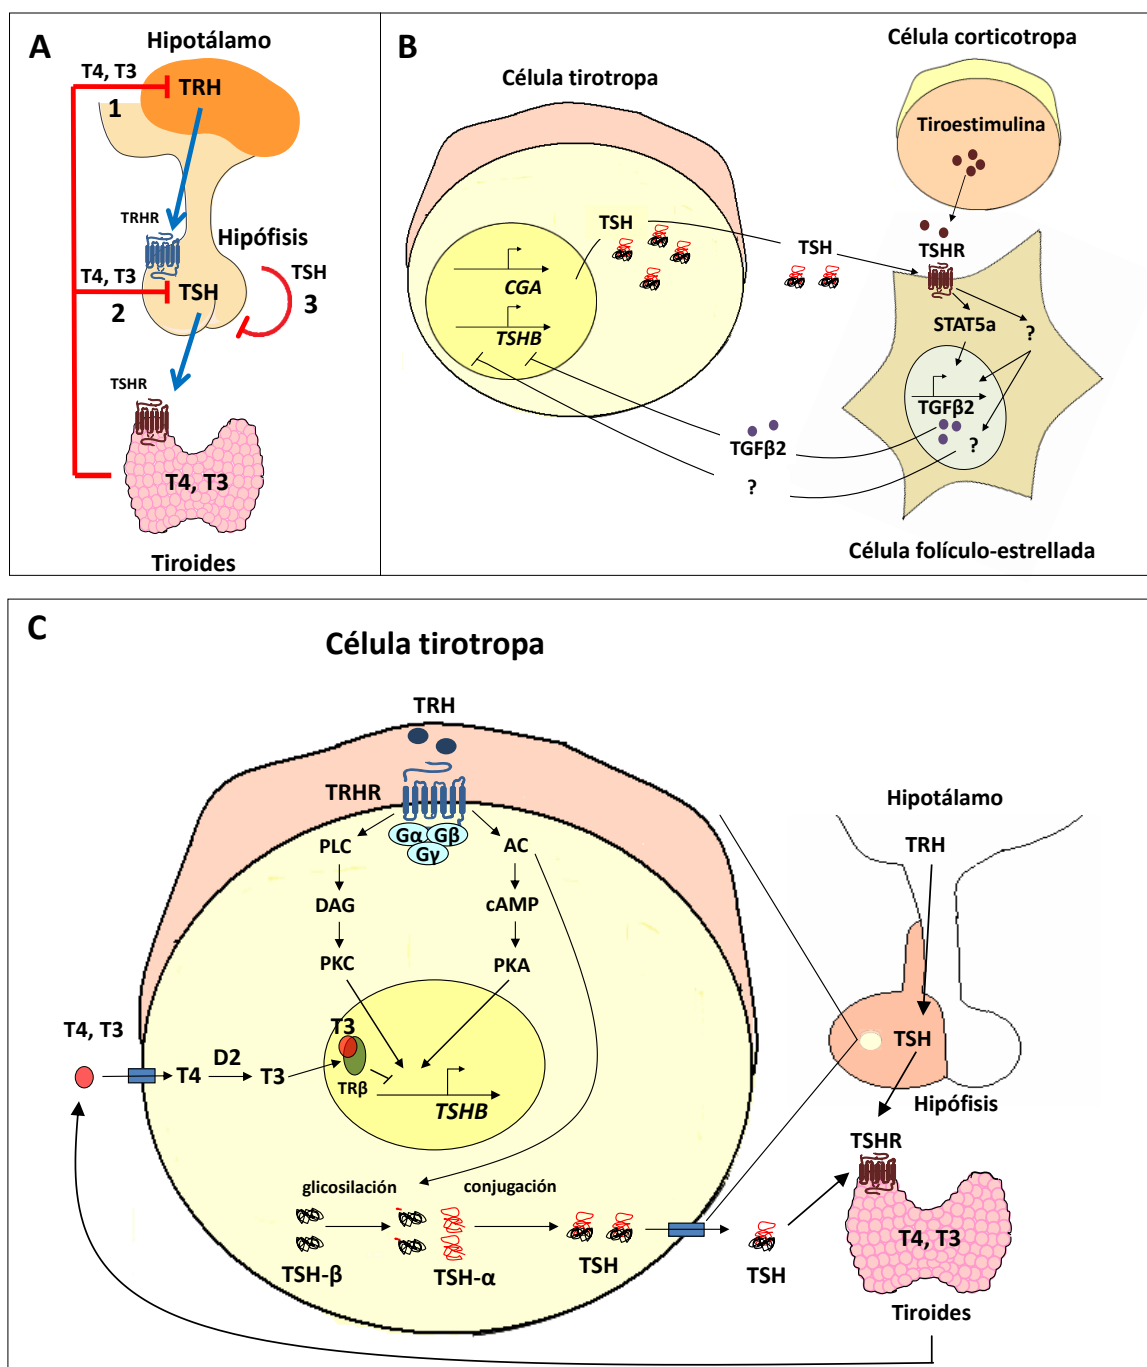 A
Hipotálamo
T4, T3
TRH
1
TRHR
Hipófisis
T4, T3
TSH
TSH
2
3
TSHR
T4, T3
Tiroides
B
Célula tirotropa
Célula corticotropa
Tiroestimulina
TSH
TSH
TSHR
CGA
TSHB
STAT5a
?
TGFβ2
?
TGFβ2
?
Célula folículo-estrellada
C
Célula tirotropa
TRH
TRHR
Gα
Gβ
Gγ
PLC
AC
DAG
cAMP
PKC
PKA
T4, T3
D2
T4
T3
T3
TRβ
TSHB
glicosilación
conjugación
TSH-β
TSH-α
TSH
TSH
Hipotálamo
TRH
TSH
Hipófisis
TSHR
T4, T3
Tiroides